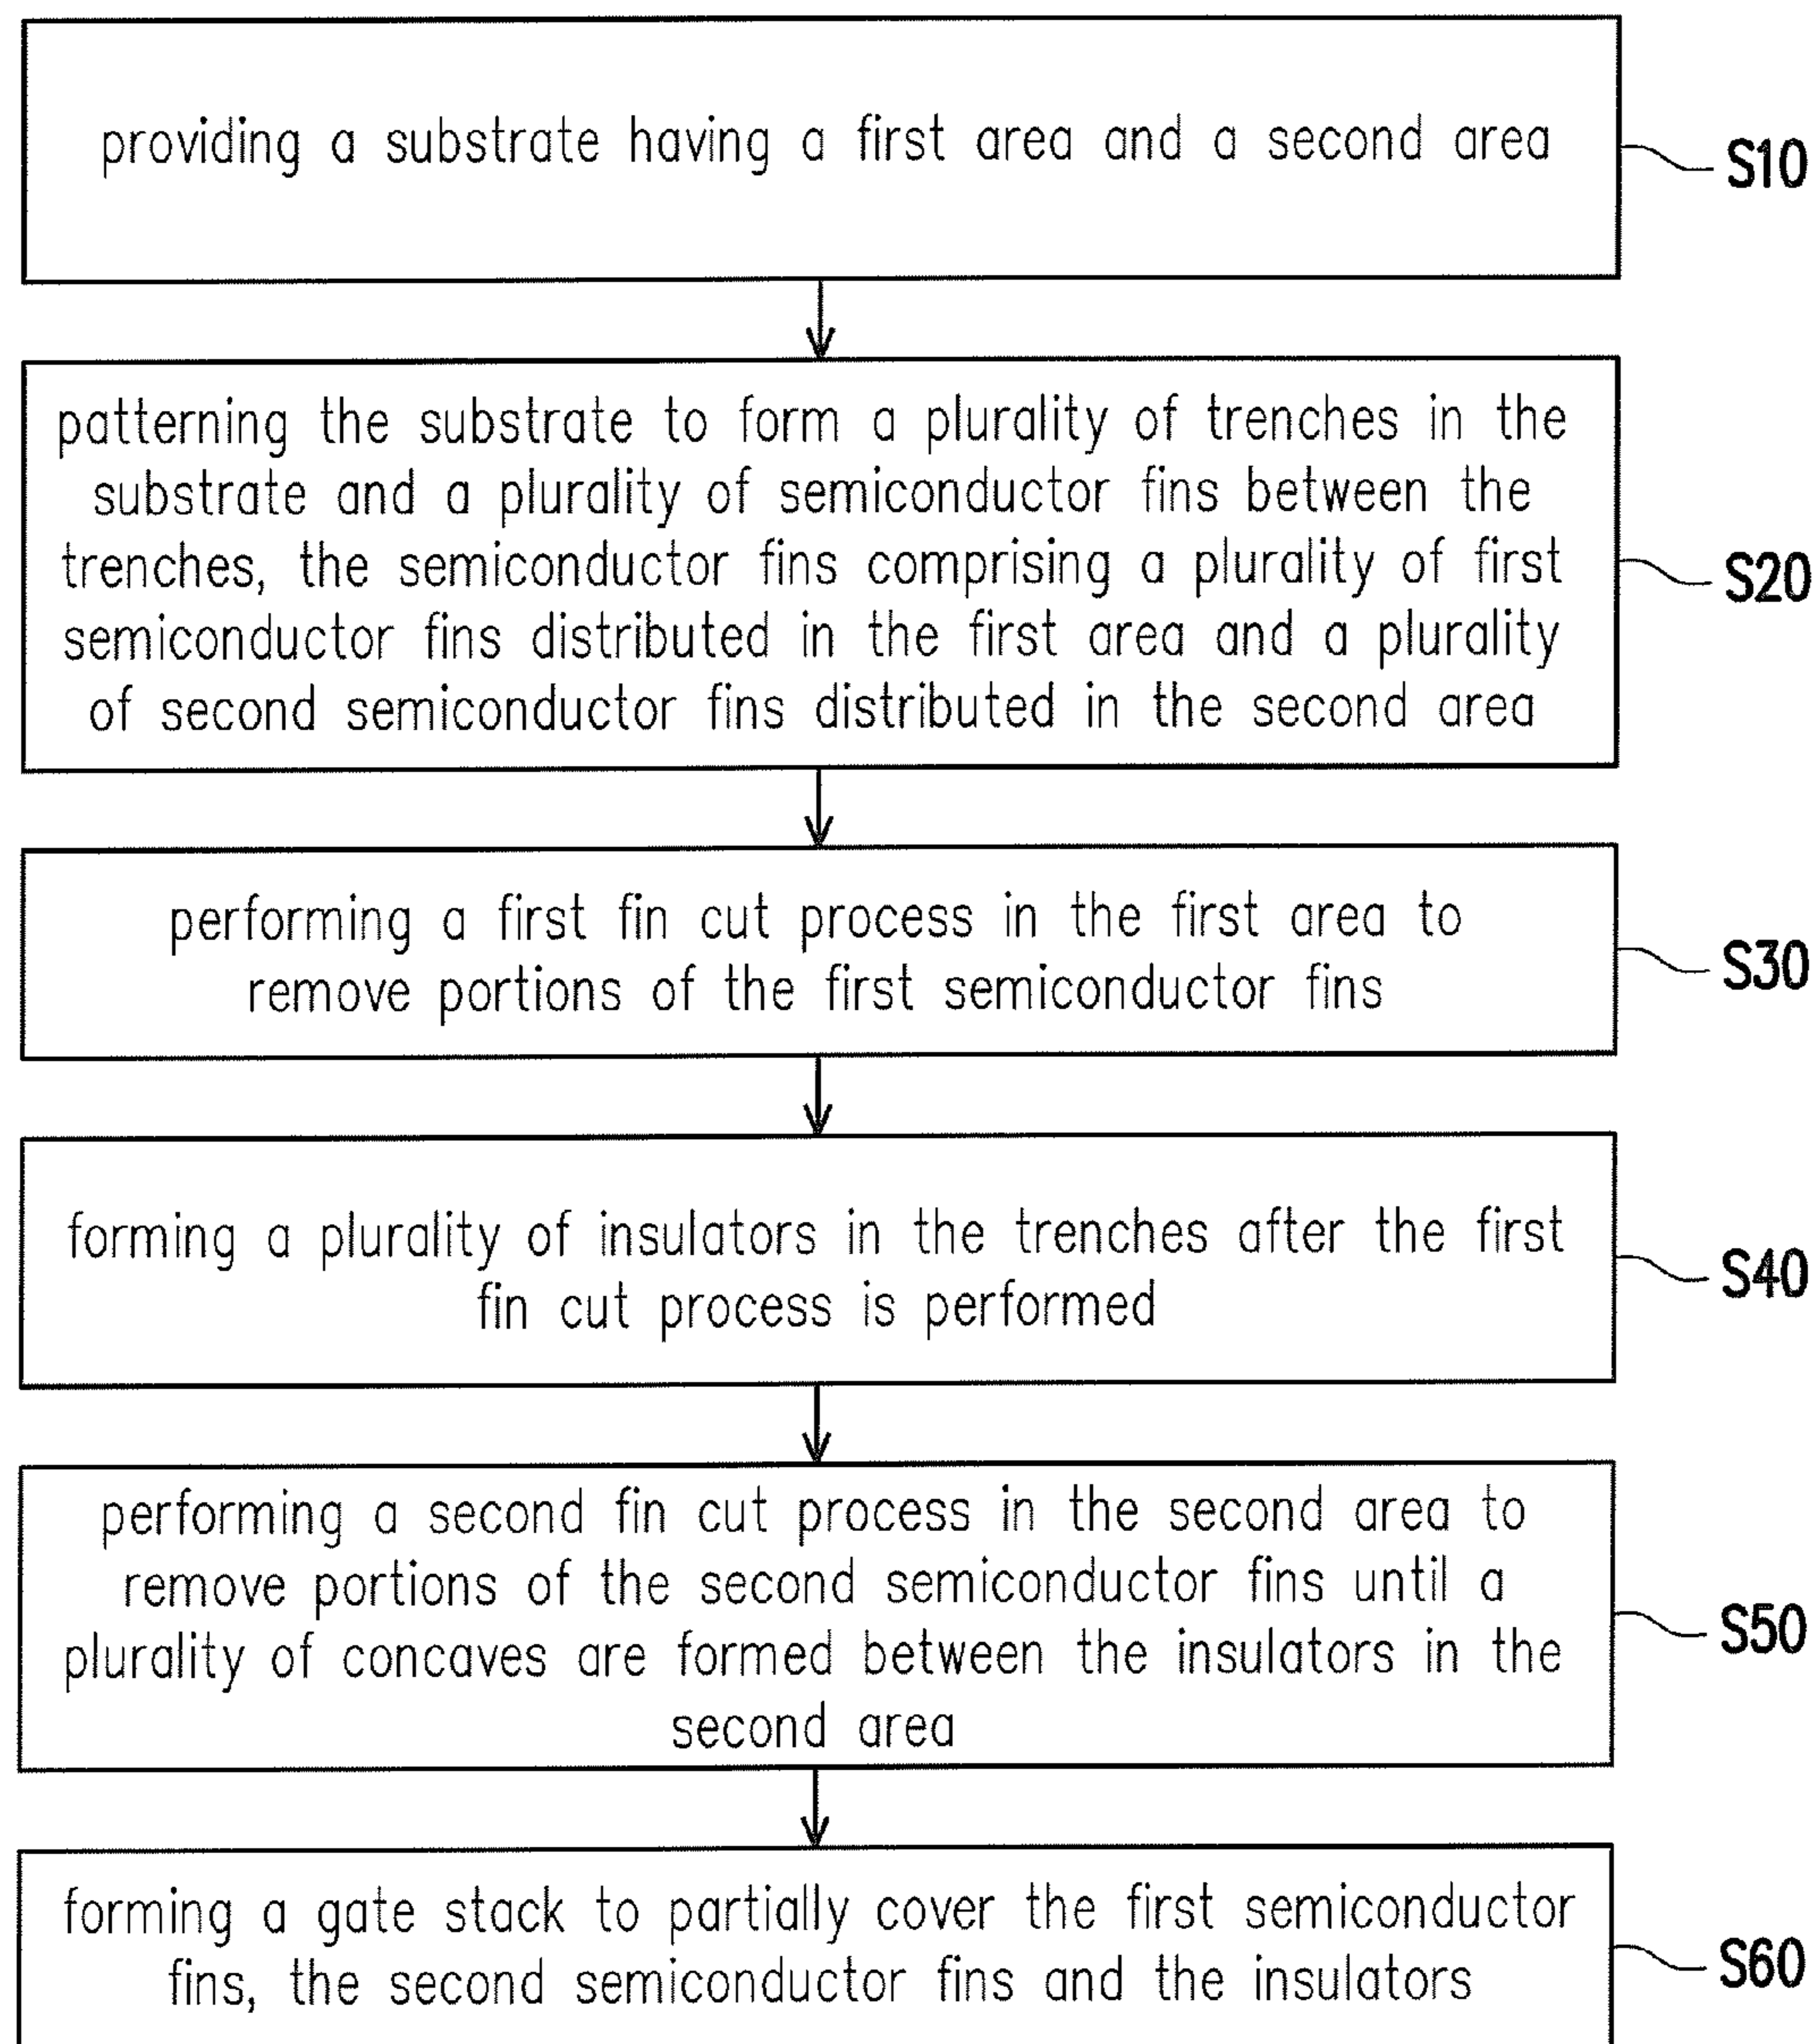 providing a substrate having a first area and a second area
S10
patterning the substrate to form a plurality of trenches in the
substrate and a plurality of semiconductor fins between the
trenches, the semiconductor fins comprising a plurality of first
semiconductor fins distributed in the first area and a plurality
of second semiconductor fins distributed in the second area
S20
performing a first fin cut process in the first area to
remove portions of the first semiconductor fins
S30
forming a plurality of insulators in the trenches after the first
fin cut process is performed
S40
performing a second fin cut process in the second area to
remove portions of the second semiconductor fins until a
plurality of concaves are formed between the insulators in the
second area
S50
forming a gate stack to partially cover the first semiconductor
fins, the second semiconductor fins and the insulators
S60